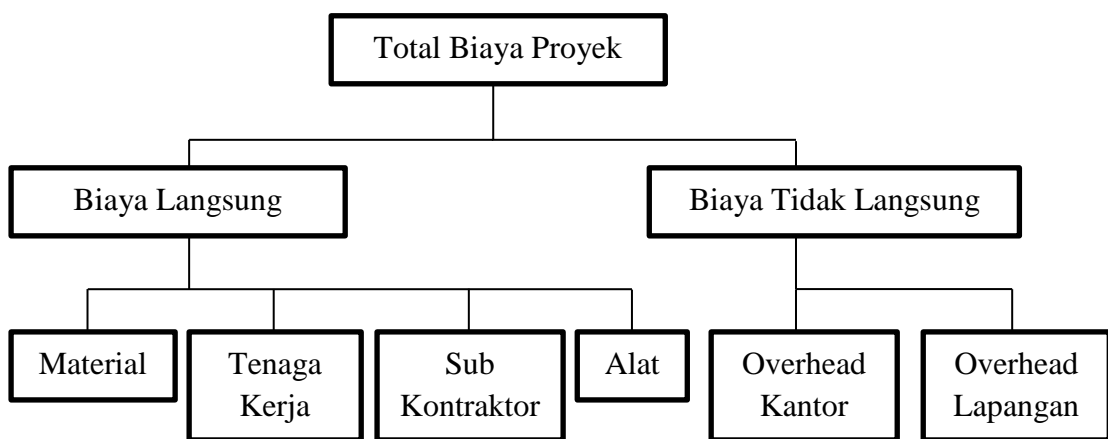 Total Biaya Proyek
Biaya Langsung
Biaya Tidak Langsung
Material
Tenaga
Kerja
Sub
Kontraktor
Alat
Overhead
Kantor
Overhead
Lapangan